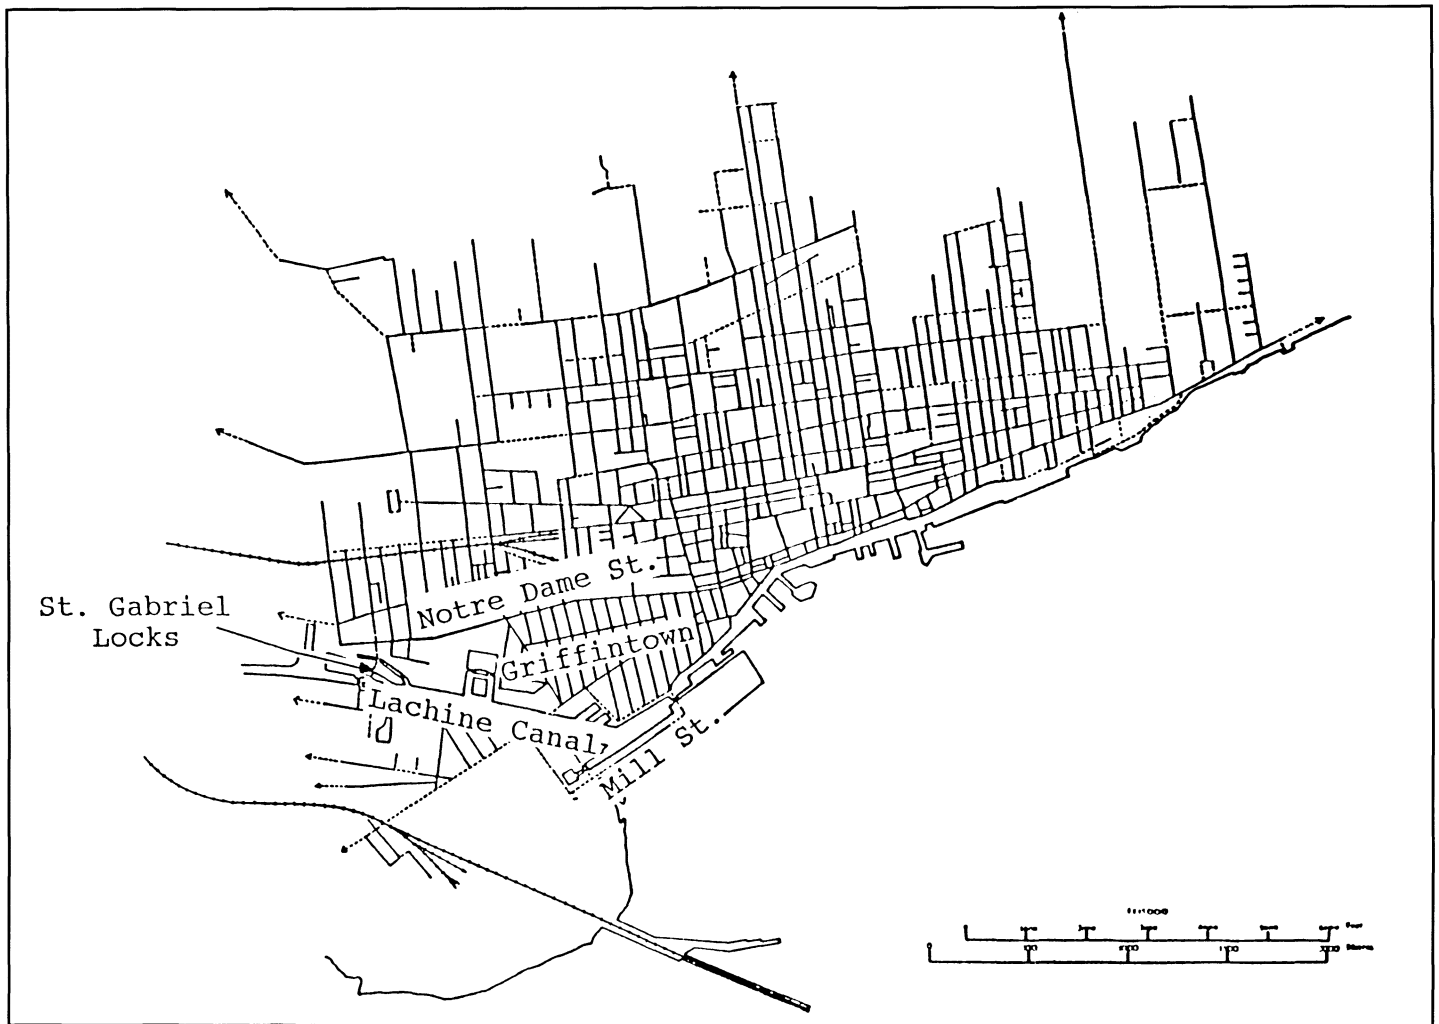 Notre Dame St.
St. Gabriel
Locks
Griffintown
Lachine Canal
Mill St.